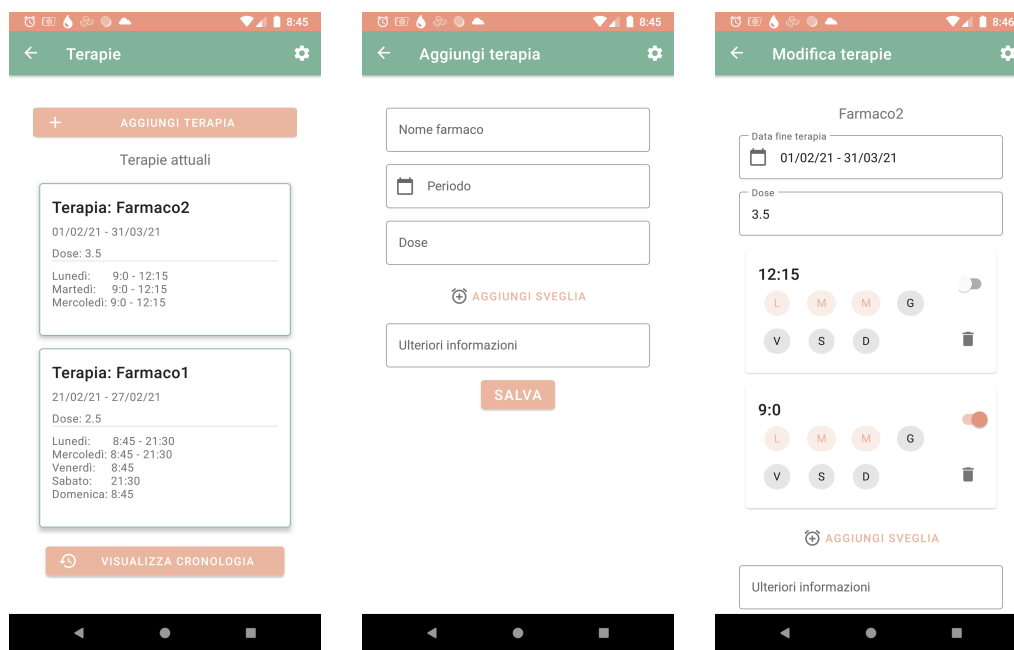 8:45
Terapie
AGGIUNGI TERAPIA
Terapie attuali
Terapia: Farmaco2
01/02/21 - 31/03/21
Dose: 3.5
Lunedì: 9:0 - 12:15
Martedì: 9:0 - 12:15
Mercoledì: 9:0 - 12:15
Terapia: Farmaco1
21/02/21 - 27/02/21
Dose: 2.5
Lunedì: 8:45 - 21:30
Mercoledì: 8:45 - 21:30
Venerdì: 8:45
Sabato: 21:30
Domenica: 8:45
VISUALIZZA CRONOLOGIA
8:45
Aggiungi terapia
Nome farmaco
Periodo
Dose
AGGIUNGI SVEGLIA
Ulteriori informazioni
SALVA
8:46
Modifica terapie
Farmaco2
Data fine terapia
01/02/21 - 31/03/21
Dose
3.5
12:15
L M M G
V S D
9:0
L M M G
V S D
AGGIUNGI SVEGLIA
Ulteriori informazioni